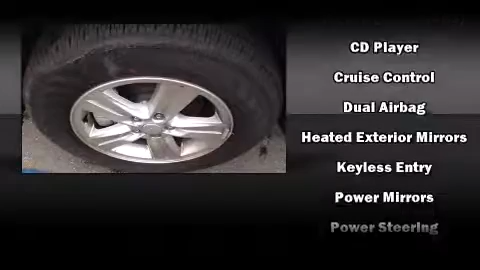 CD Player
Cruise Control
Dual Airbag
Heated Exterior Mirrors
Keyless Entry
Power Mirrors
Power Steering